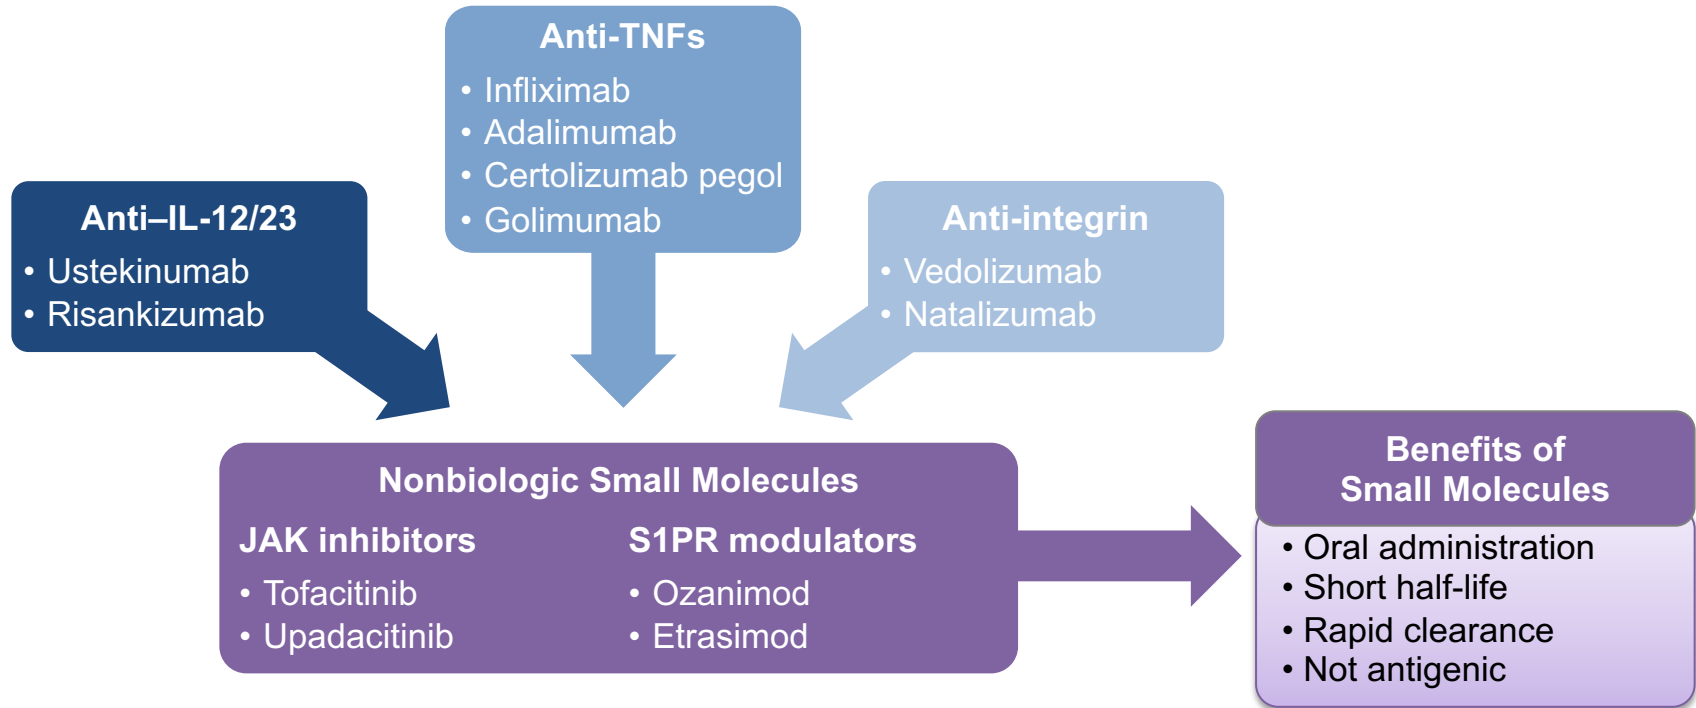 Anti-TNFs
• Infliximab
• Adalimumab
• Certolizumab pegol
• Golimumab
Anti–IL-12/23
• Ustekinumab
• Risankizumab
Anti-integrin
• Vedolizumab
• Natalizumab
Nonbiologic Small Molecules
JAK inhibitors
• Tofacitinib
• Upadacitinib
S1PR modulators
• Ozanimod
• Etrasimod
Benefits of
Small Molecules
• Oral administration
• Short half-life
• Rapid clearance
• Not antigenic